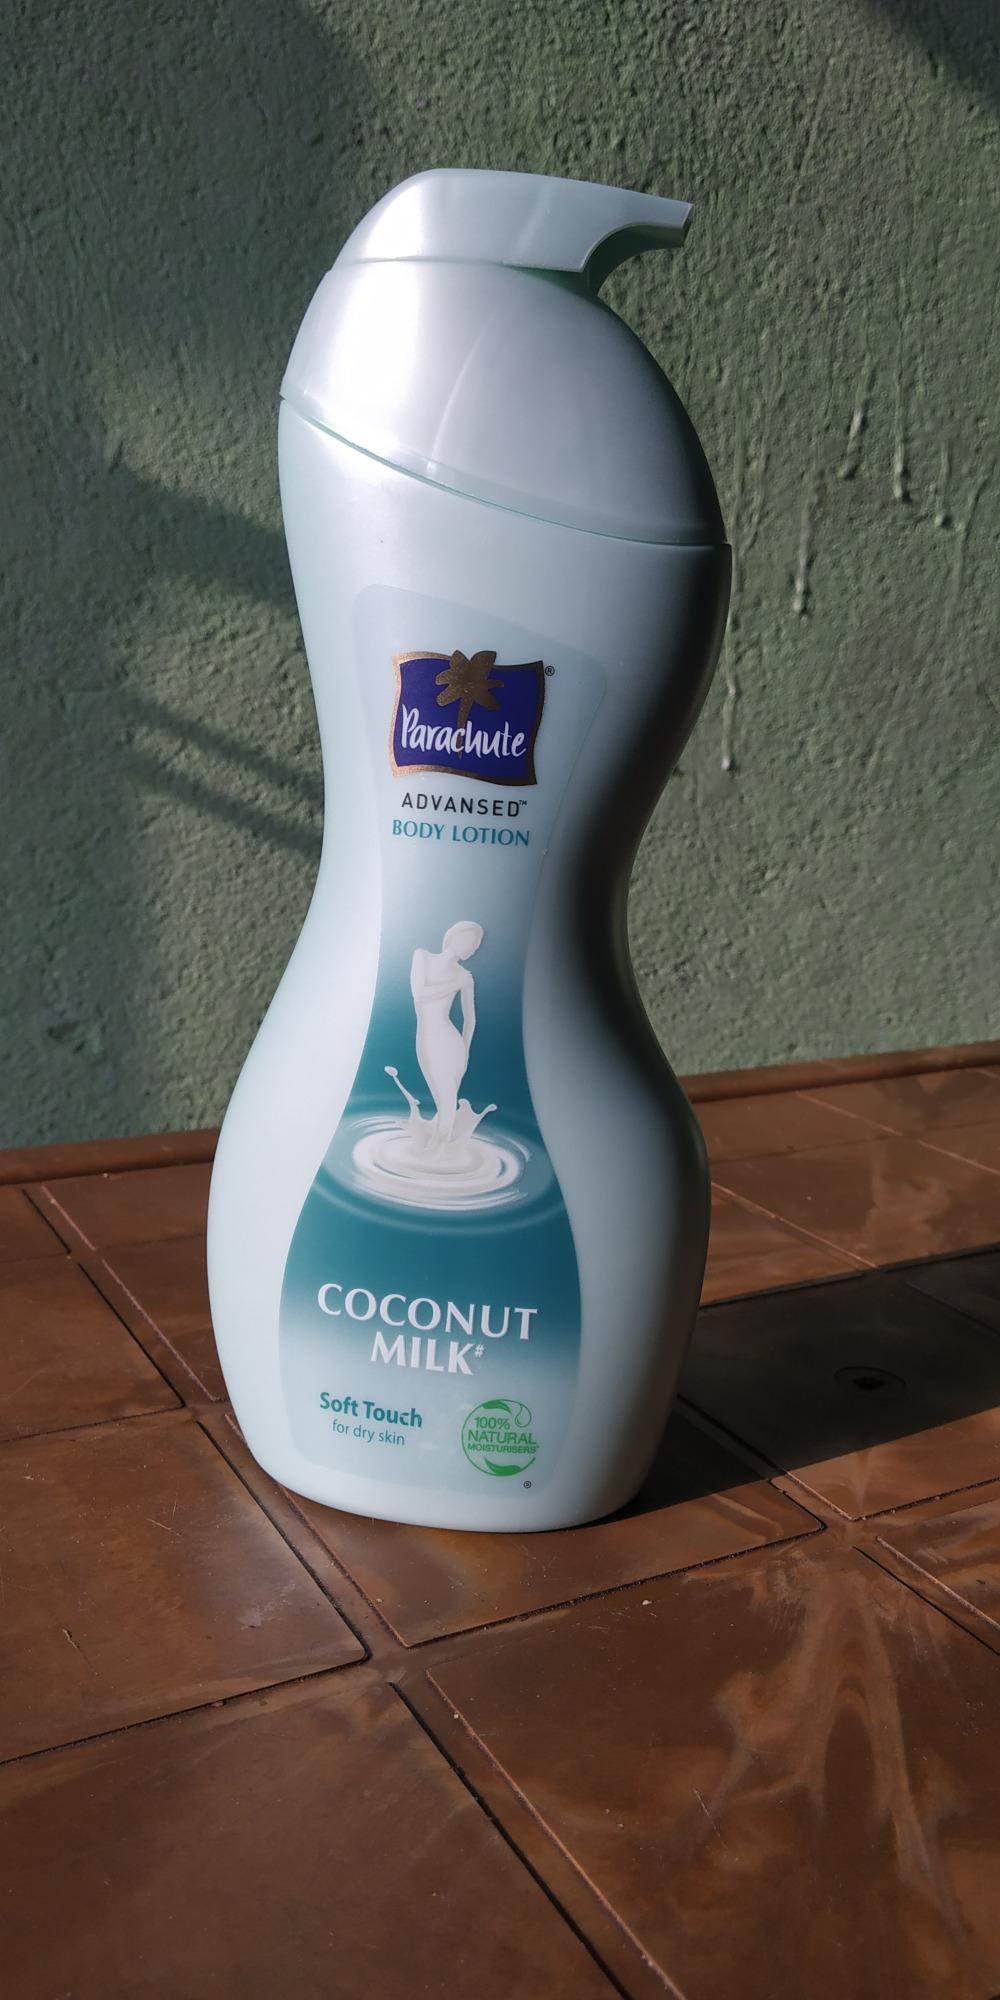 Parachute®
ADVANSED™
BODY LOTION
COCONUT
MILK#
Soft Touch
for dry skin
100%
NATURAL
MOISTURISERS
®